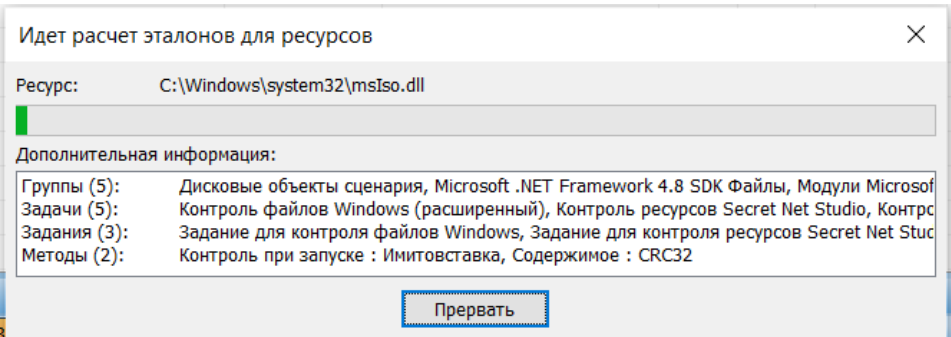 Идет расчет эталонов для ресурсов
Ресурс: C:\Windows\system32\msIso.dll
Дополнительная информация:
Группы (5): Дисковые объекты сценария, Microsoft .NET Framework 4.8 SDK Файлы, Модули Microsof
Задачи (5): Контроль файлов Windows (расширенный), Контроль ресурсов Secret Net Studio, Контрс
Задания (3): Задание для контроля файлов Windows, Задание для контроля ресурсов Secret Net Stud
Методы (2): Контроль при запуске : Имитовставка, Содержимое : CRC32
Прервать